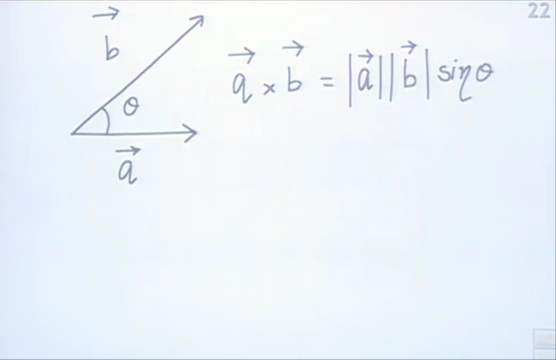 22
b⃗
θ
a⃗
a⃗ × b⃗ = |a⃗||b⃗| sinθ